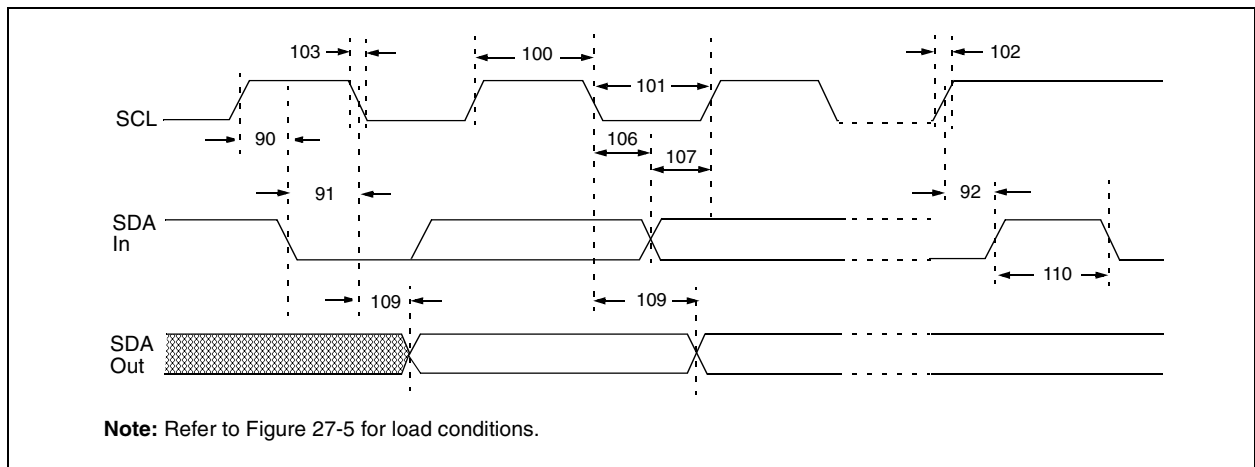 103
100
102
101
SCL
90
106
107
91
92
SDA
In
110
109
109
SDA
Out
Note: Refer to Figure 27-5 for load conditions.